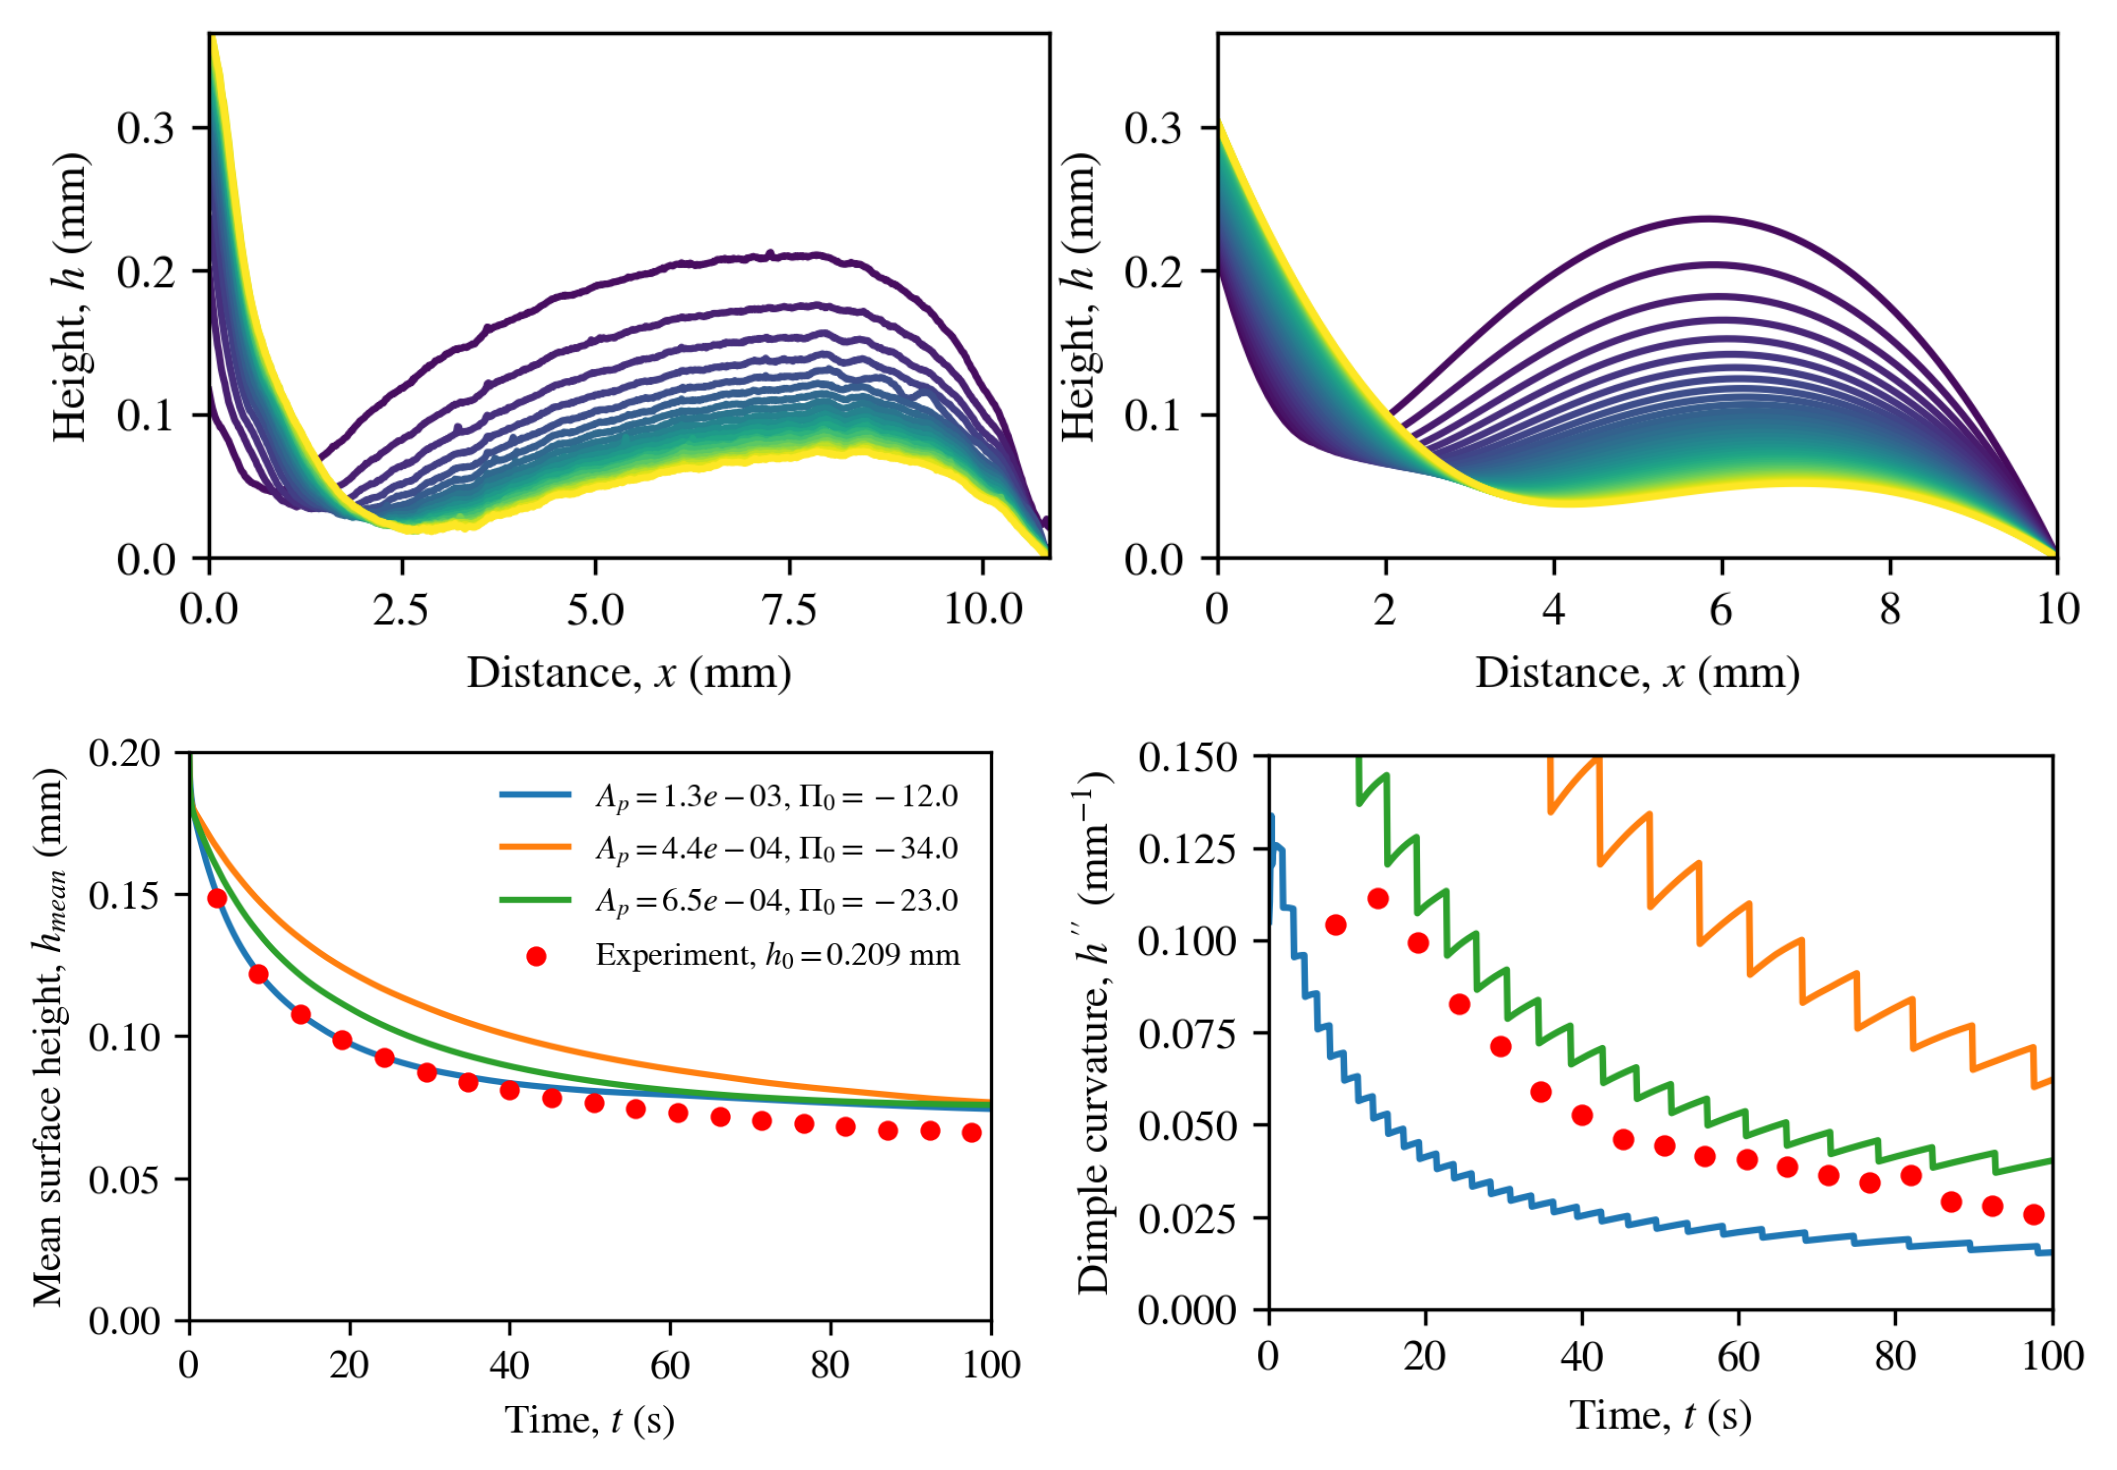 Height, h (mm)
0.3
0.2
0.1
0.0
0.0 2.5 5.0 7.5 10.0
Distance, x (mm)
Height, h (mm)
0.3
0.2
0.1
0.0
0 2 4 6 8 10
Distance, x (mm)
Mean surface height, h_mean (mm)
0.20
0.15
0.10
0.05
0.00
A_p = 1.3e − 03, Π_0 = −12.0
A_p = 4.4e − 04, Π_0 = −34.0
A_p = 6.5e − 04, Π_0 = −23.0
Experiment, h_0 = 0.209 mm
0 20 40 60 80 100
Time, t (s)
Dimple curvature, h′′ (mm⁻¹)
0.150
0.125
0.100
0.075
0.050
0.025
0.000
0 20 40 60 80 100
Time, t (s)